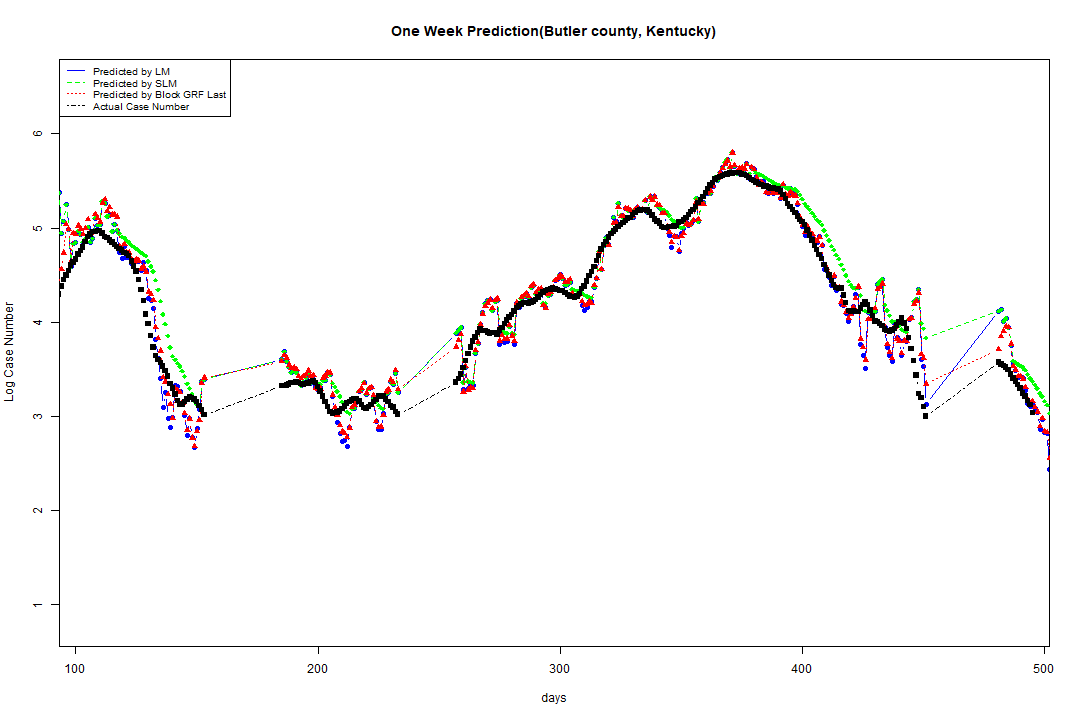 One Week Prediction(Butler county, Kentucky)
Predicted by LM
Predicted by SLM
Predicted by Block GRF Last
Actual Case Number
6
5
4
3
2
1
Log Case Number
100 200 300 400 500
days